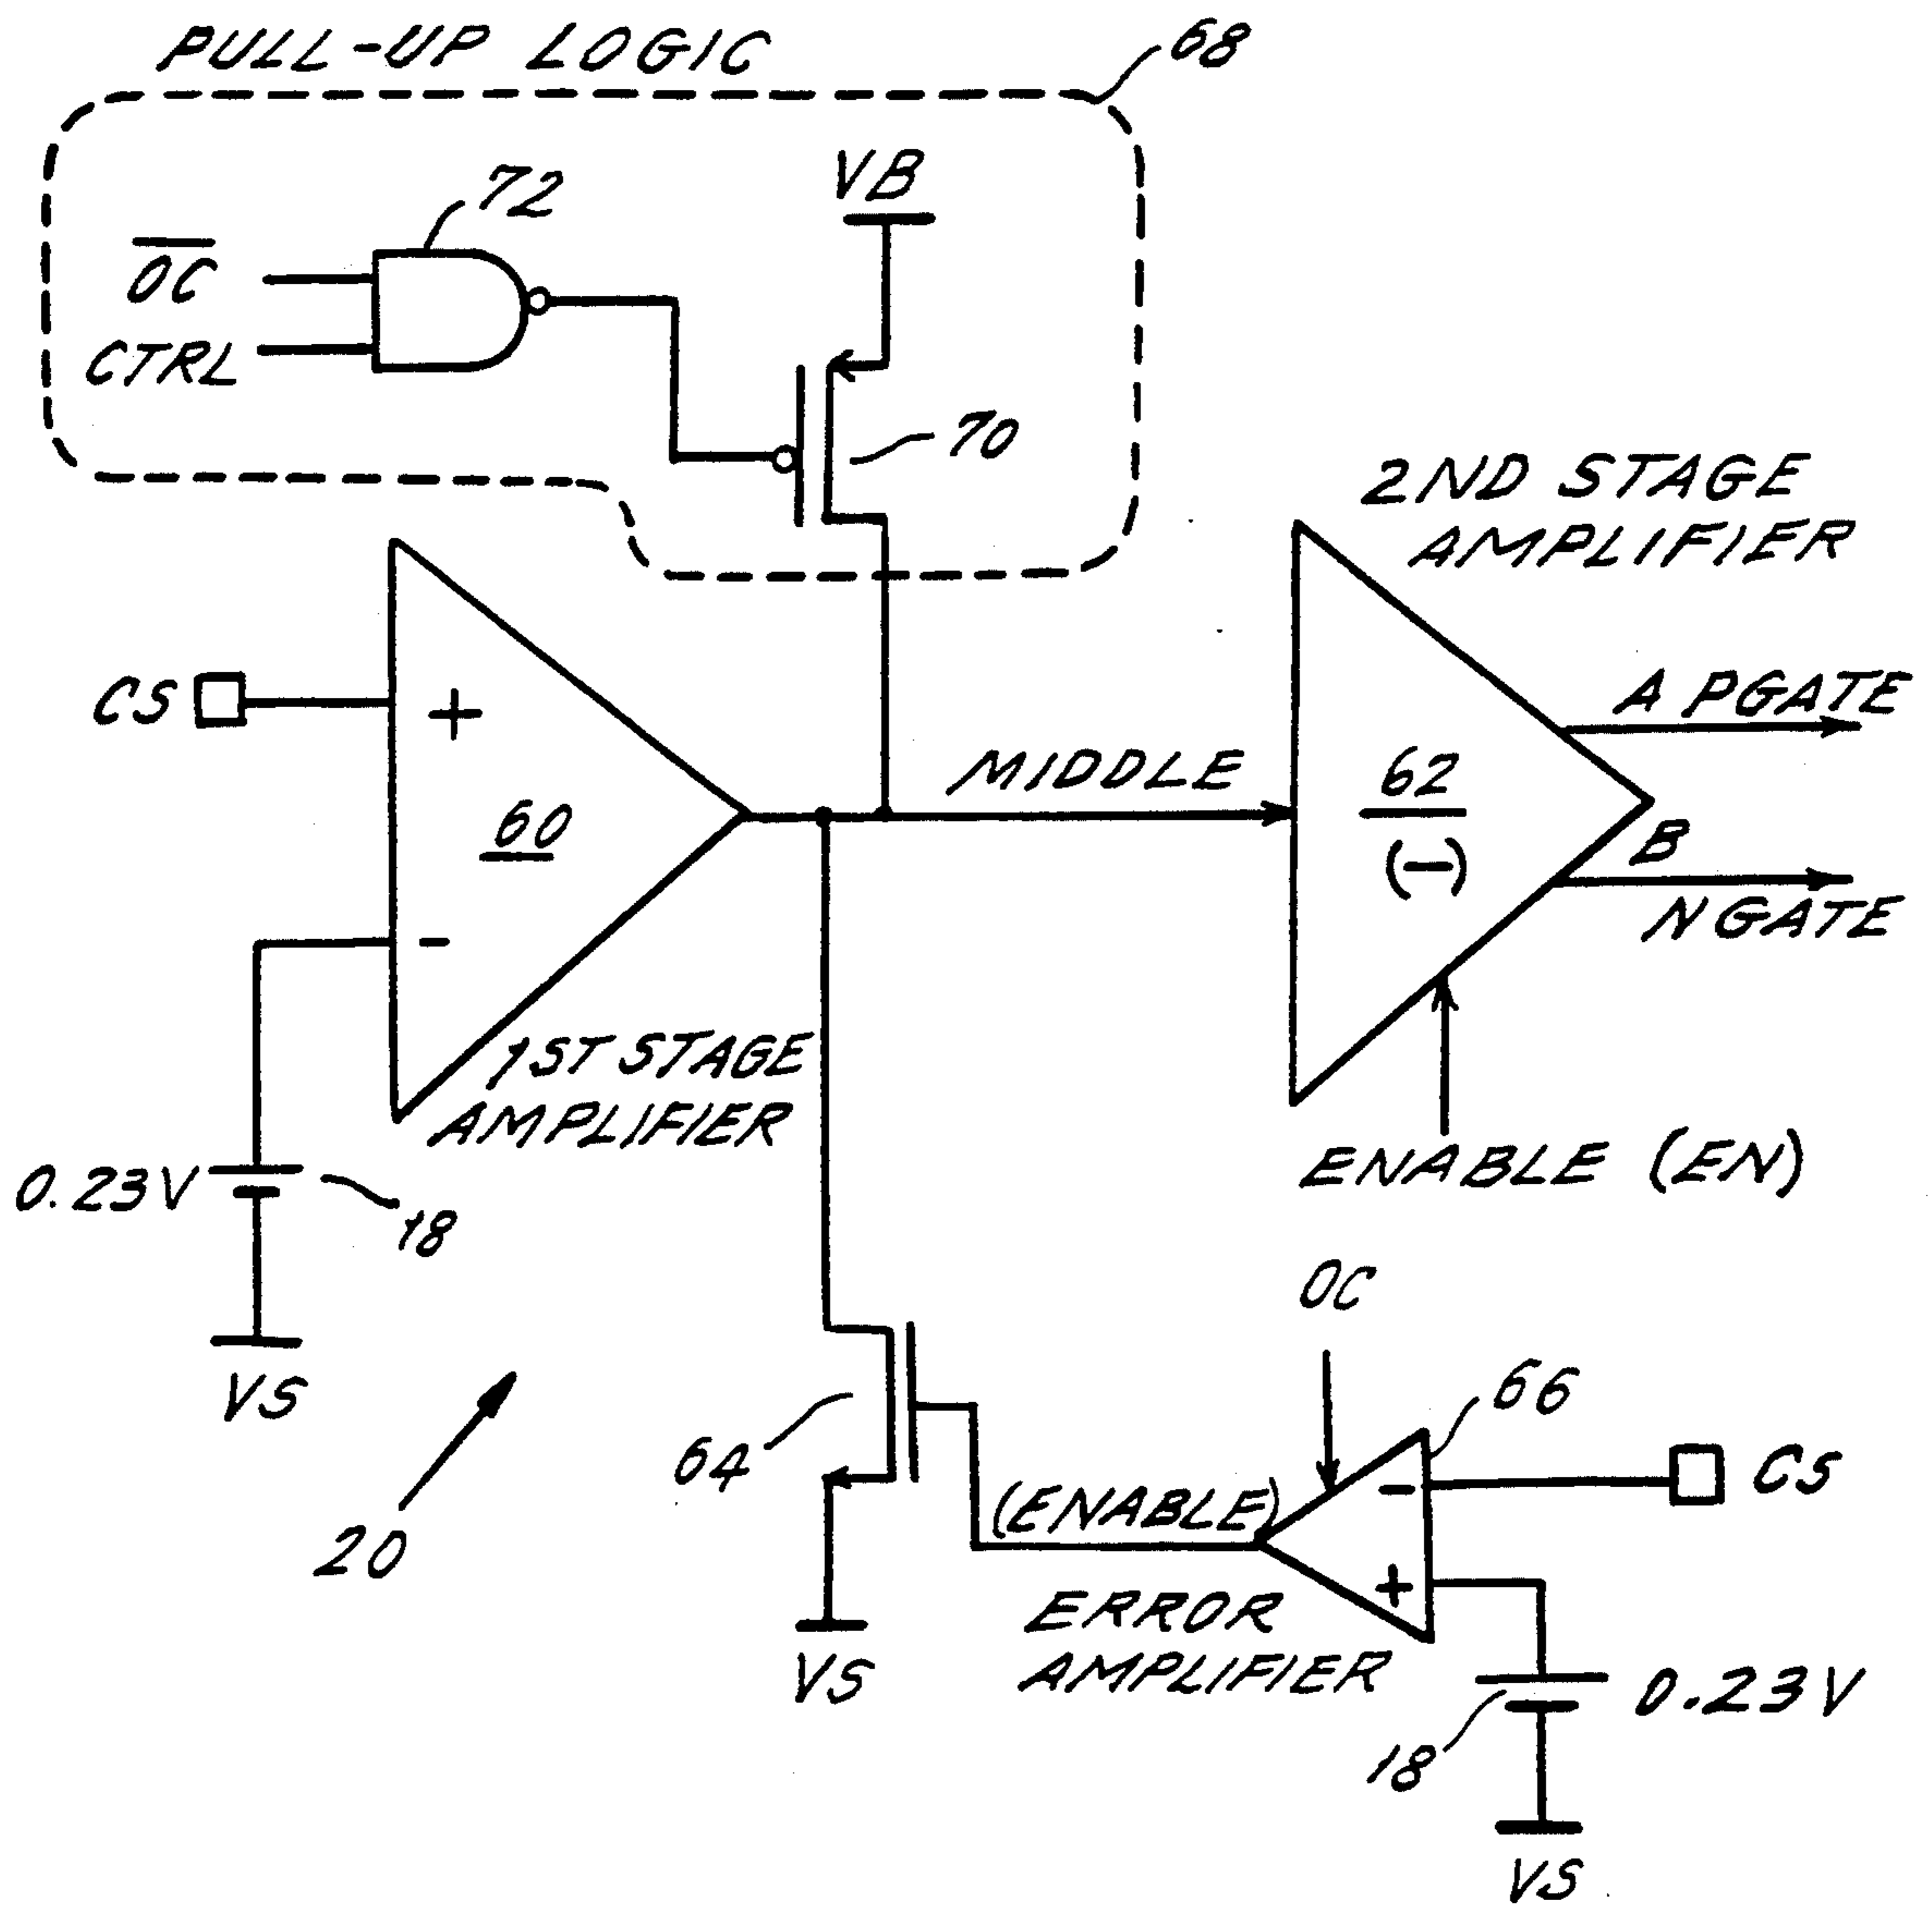 PULL-UP LOGIC
68
72
VB
OC
CTRL
70
2ND STAGE
AMPLIFIER
CS
+
60
-
MIDDLE
62
(-)
A PGATE
B
NGATE
1ST STAGE
AMPLIFIER
0.23V
18
VS
ENABLE (EN)
OC
66
64
20
(ENABLE)
-
CS
+
ERROR
AMPLIFIER
VS
0.23V
18
VS